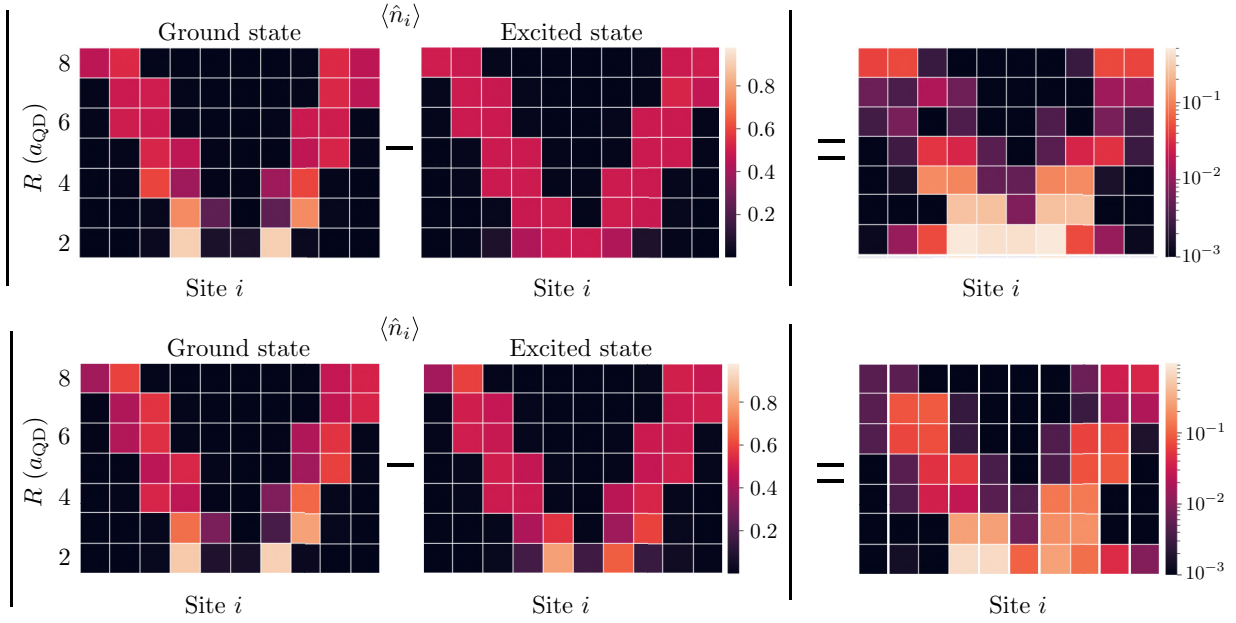 ⟨n̂ᵢ⟩
Ground state
Excited state
R (a_QD)
8
6
4
2
0.8
0.6
0.4
0.2
10⁻¹
10⁻²
10⁻³
Site i
Site i
Site i
⟨n̂ᵢ⟩
Ground state
Excited state
R (a_QD)
8
6
4
2
0.8
0.6
0.4
0.2
10⁻¹
10⁻²
10⁻³
Site i
Site i
Site i